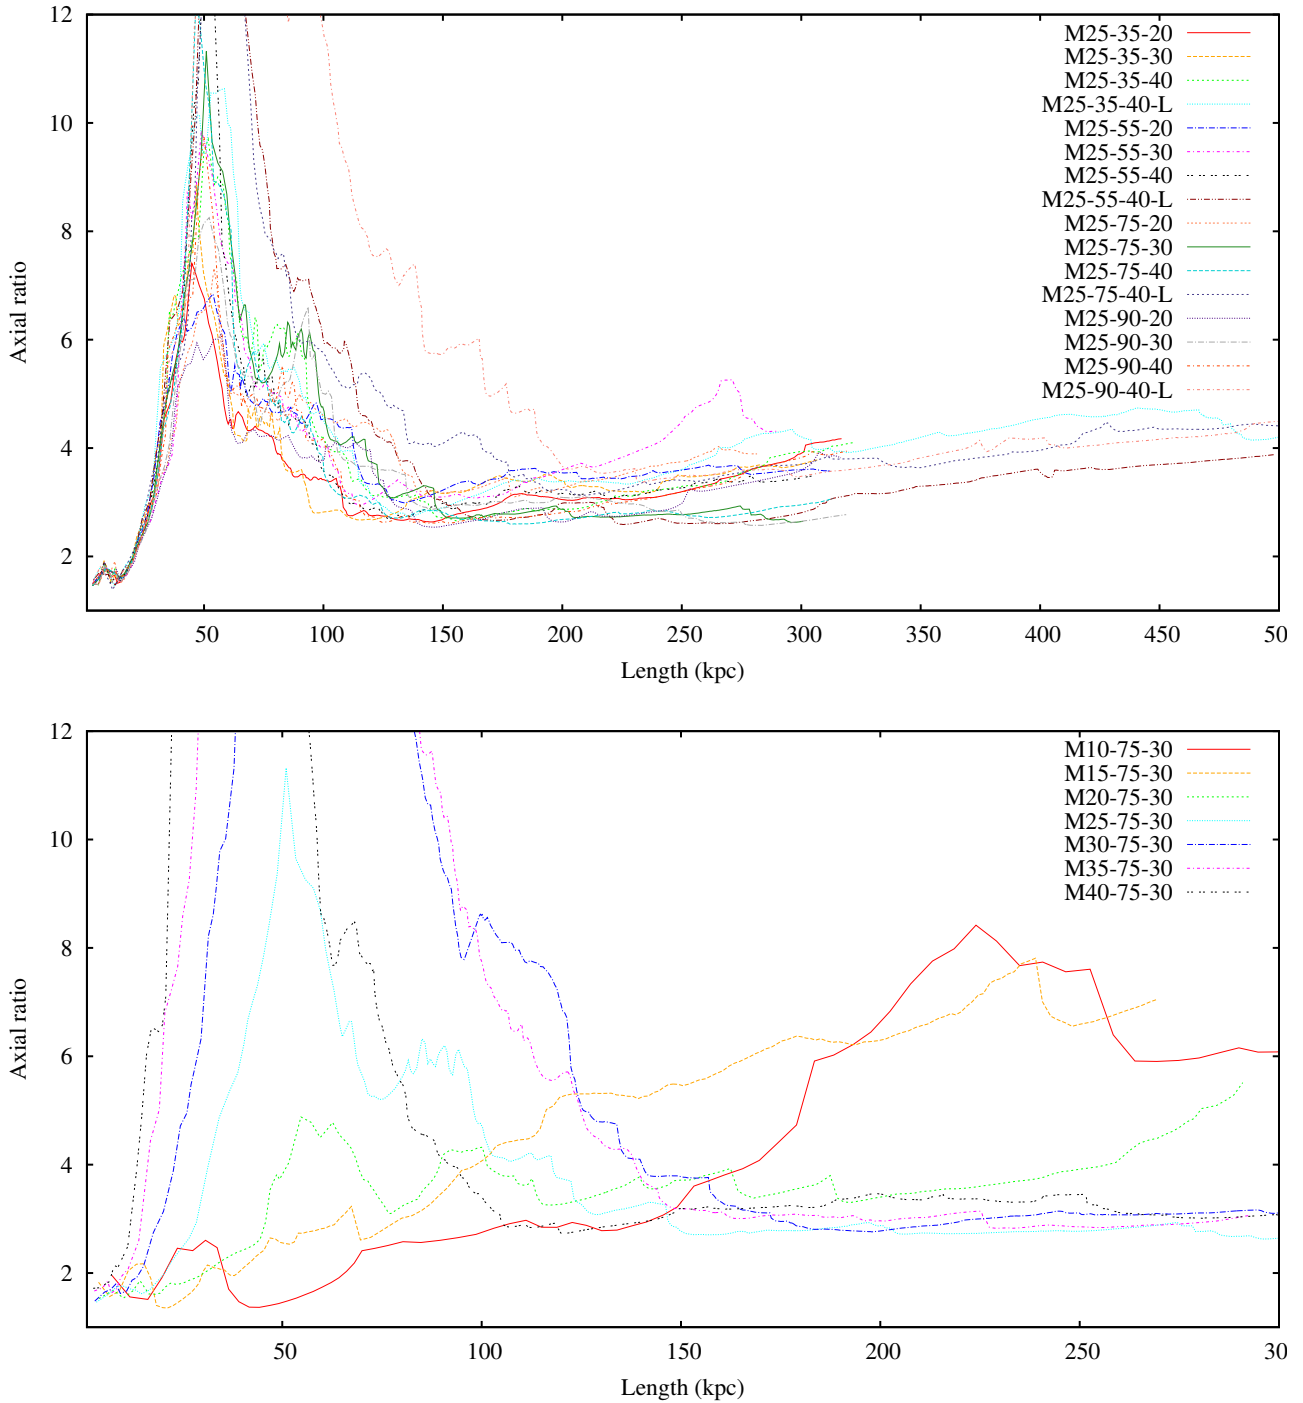 12
10
8
6
4
2
Axial ratio
M25-35-20
M25-35-30
M25-35-40
M25-35-40-L
M25-55-20
M25-55-30
M25-55-40
M25-55-40-L
M25-75-20
M25-75-30
M25-75-40
M25-75-40-L
M25-90-20
M25-90-30
M25-90-40
M25-90-40-L
50 100 150 200 250 300 350 400 450 50
Length (kpc)
12
10
8
6
4
2
Axial ratio
M10-75-30
M15-75-30
M20-75-30
M25-75-30
M30-75-30
M35-75-30
M40-75-30
50 100 150 200 250 30
Length (kpc)